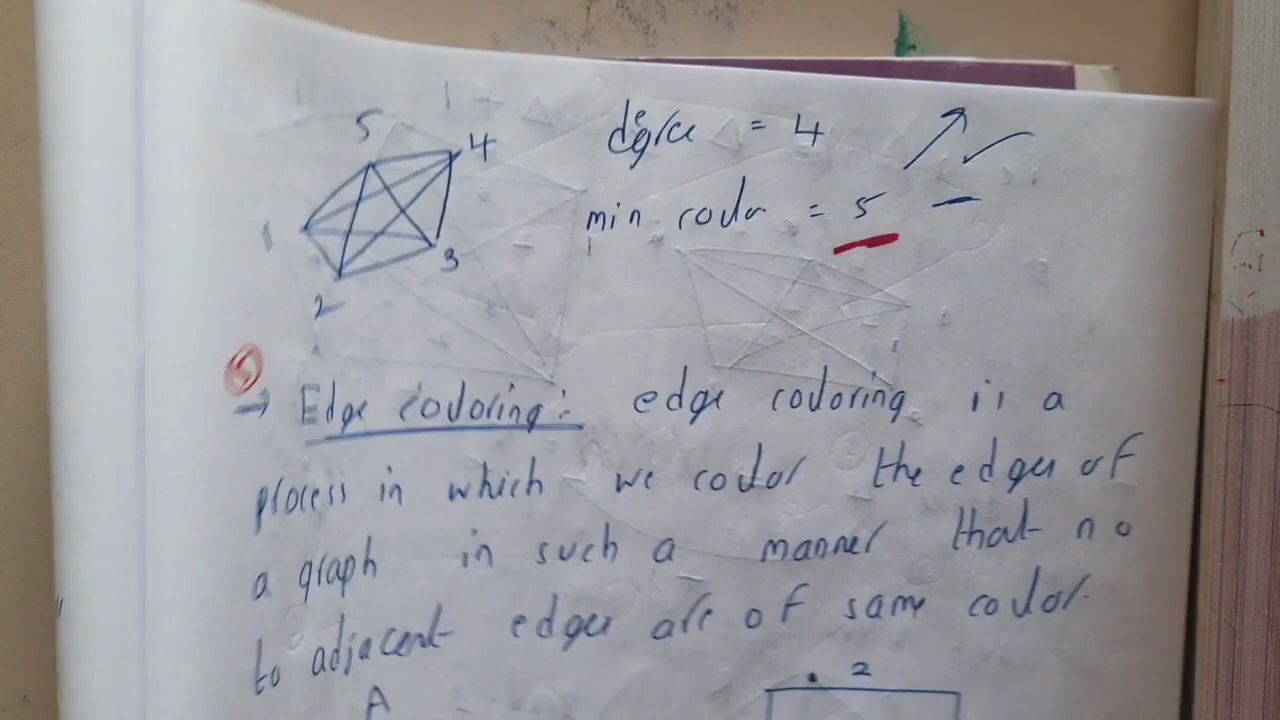 5
4
degree = 4
1
min color = 5
3
2
5
→ Edge coloring: edge coloring is a
process in which we color the edges of
a graph in such a manner that no
to adjacent edges are of same color.
A
2